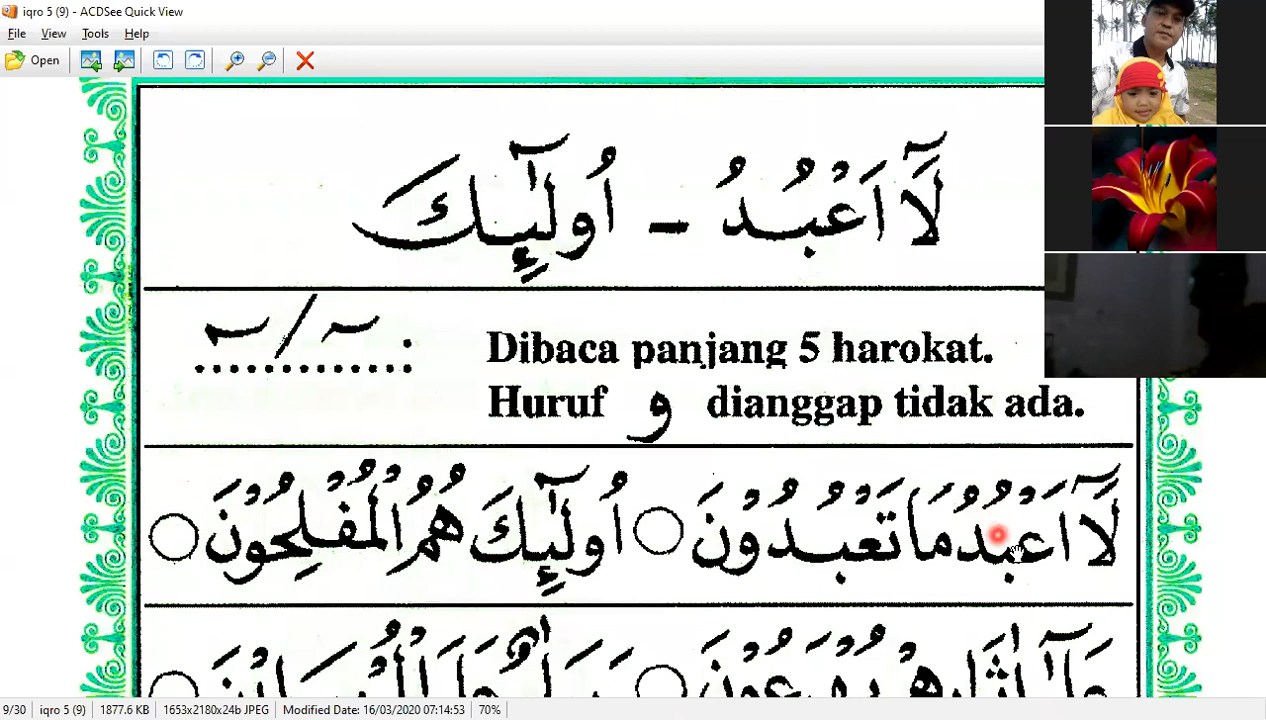 iqro 5 (9) - ACDSee Quick View
File View Tools Help
Open
لَآ اَعْبُدُ - اُولٰٓئِكَ
Dibaca panjang 5 harokat.
Huruf و dianggap tidak ada.
لَآ اَعْبُدُ مَا تَعْبُدُوْنَ ○ اُولٰٓئِكَ هُمُ الْمُفْلِحُوْنَ ○
9/30 iqro 5 (9) 1877.6 KB 1653x2180x24b JPEG Modified Date: 16/03/2020 07:14:53 70%